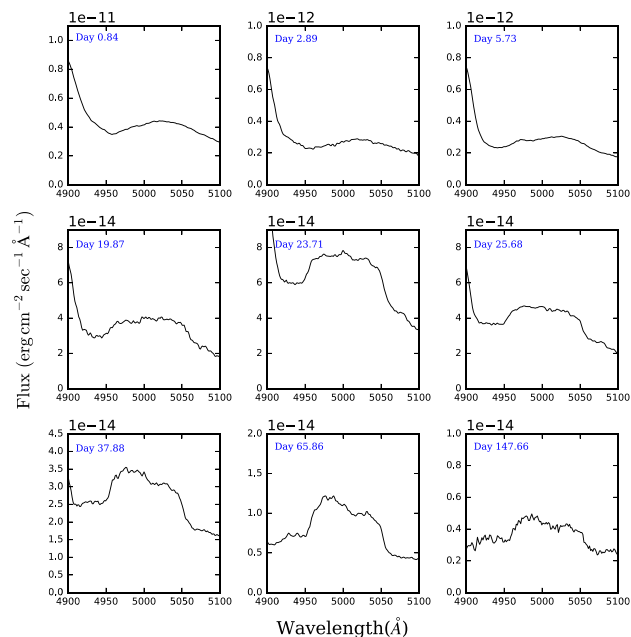 1e−11 1e−12 1e−12
Day 0.84 Day 2.89 Day 5.73
1.1 1.0 1.0
1.0 0.8 0.8
0.8 0.6 0.6
0.6 0.4 0.4
0.4 0.2 0.2
0.2 0.0 0.0
0.0
4900 4950 5000 5050 5100 4900 4950 5000 5050 5100 4900 4950 5000 5050 5100
1e−14 1e−14 1e−14
Day 19.87 Day 23.71 Day 25.68
8 8 8
6 6 6
4 4 4
2 2 2
0 0 0
4900 4950 5000 5050 5100 4900 4950 5000 5050 5100 4900 4950 5000 5050 5100
1e−14 1e−14 1e−14
Day 37.88 Day 65.86 Day 147.66
4.5 2.0 1.0
4.0 1.5 0.8
3.5 1.0 0.6
3.0 0.5 0.4
2.5 0.0 0.2
2.0 0.0
1.5
1.0
0.5
0.0
4900 4950 5000 5050 5100 4900 4950 5000 5050 5100 4900 4950 5000 5050 5100
Flux (erg cm⁻² sec⁻¹ Å⁻¹)
Wavelength(Å)